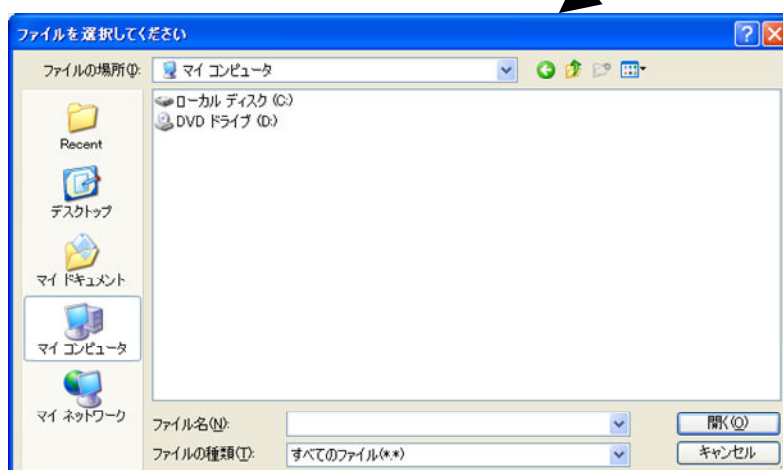 ファイルを選択してください
ファイルの場所(I):
マイ コンピュータ
ローカル ディスク (C:)
DVD ドライブ (D:)
Recent
デスクトップ
マイ ドキュメント
マイ コンピュータ
マイ ネットワーク
ファイル名(N):
開く(O)
ファイルの種類(T):
すべてのファイル(*.*)
キャンセル